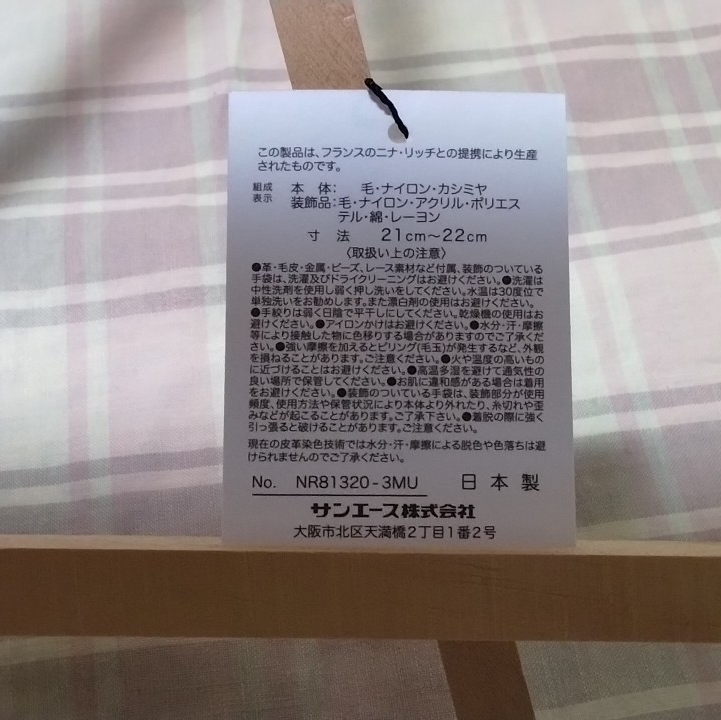 この製品は、フランスのニナ・リッチとの提携により生産
されたものです。
組成 本 体: 毛・ナイロン・カシミヤ
表示 装飾品:毛・ナイロン・アクリル・ポリエス
テル・綿・レーヨン
寸 法 21cm～22cm
〈取扱い上の注意〉
●革・毛皮・金属・ビーズ、レース素材など付属、装飾のついている
手袋は、洗濯及びドライクリーニングはお避けください。●洗濯は
中性洗剤を使用し弱く押し洗いをしてください。水温は30度位で
単独洗いをお勧めします。また漂白剤の使用はお避けください。
●手絞りは弱く日陰で平干しにしてください。乾燥機の使用はお
避けください。●アイロンかけはお避けください。●水分・汗・摩擦
等により接触した物に色移りする場合がありますのでご了承くださ
い。●強い摩擦を加えるとピリング(毛玉)が発生するなど、外観
を損ねることがあります。ご注意ください。●火や温度の高いもの
に近づけることはお避けください。●高温多湿を避けて通気性の
良い場所で保管してください。●お肌に違和感がある場合は着用
をお避けください。●装飾のついている手袋は、装飾部分が使用
頻度、使用方法や保管状況により本体より外れたり、糸切れや歪
みなどが起こることがあります。ご了承下さい。●着脱の際に強く
引っ張ると破けることがあります。ご注意ください。
現在の皮革染色技術では水分・汗・摩擦による脱色や色落ちは避
けられませんのでご了承ください。
No. NR81320-3MU 日本製
サンエース株式会社
大阪市北区天満橋2丁目1番2号